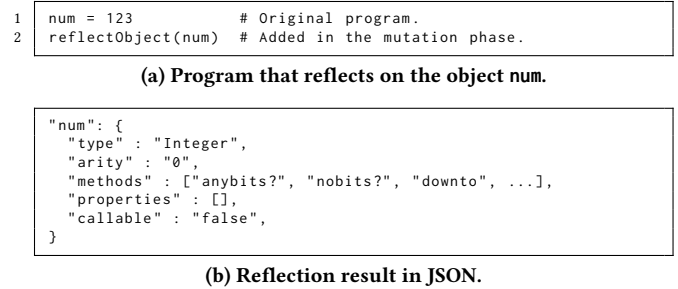 1 num = 123 # Original program.
2 reflectObject(num) # Added in the mutation phase.
(a) Program that reflects on the object num.
"num": {
"type" : "Integer",
"arity" : "0",
"methods" : ["anybits?", "nobits?", "downto", ...],
"properties" : [],
"callable" : "false",
}
(b) Reflection result in JSON.